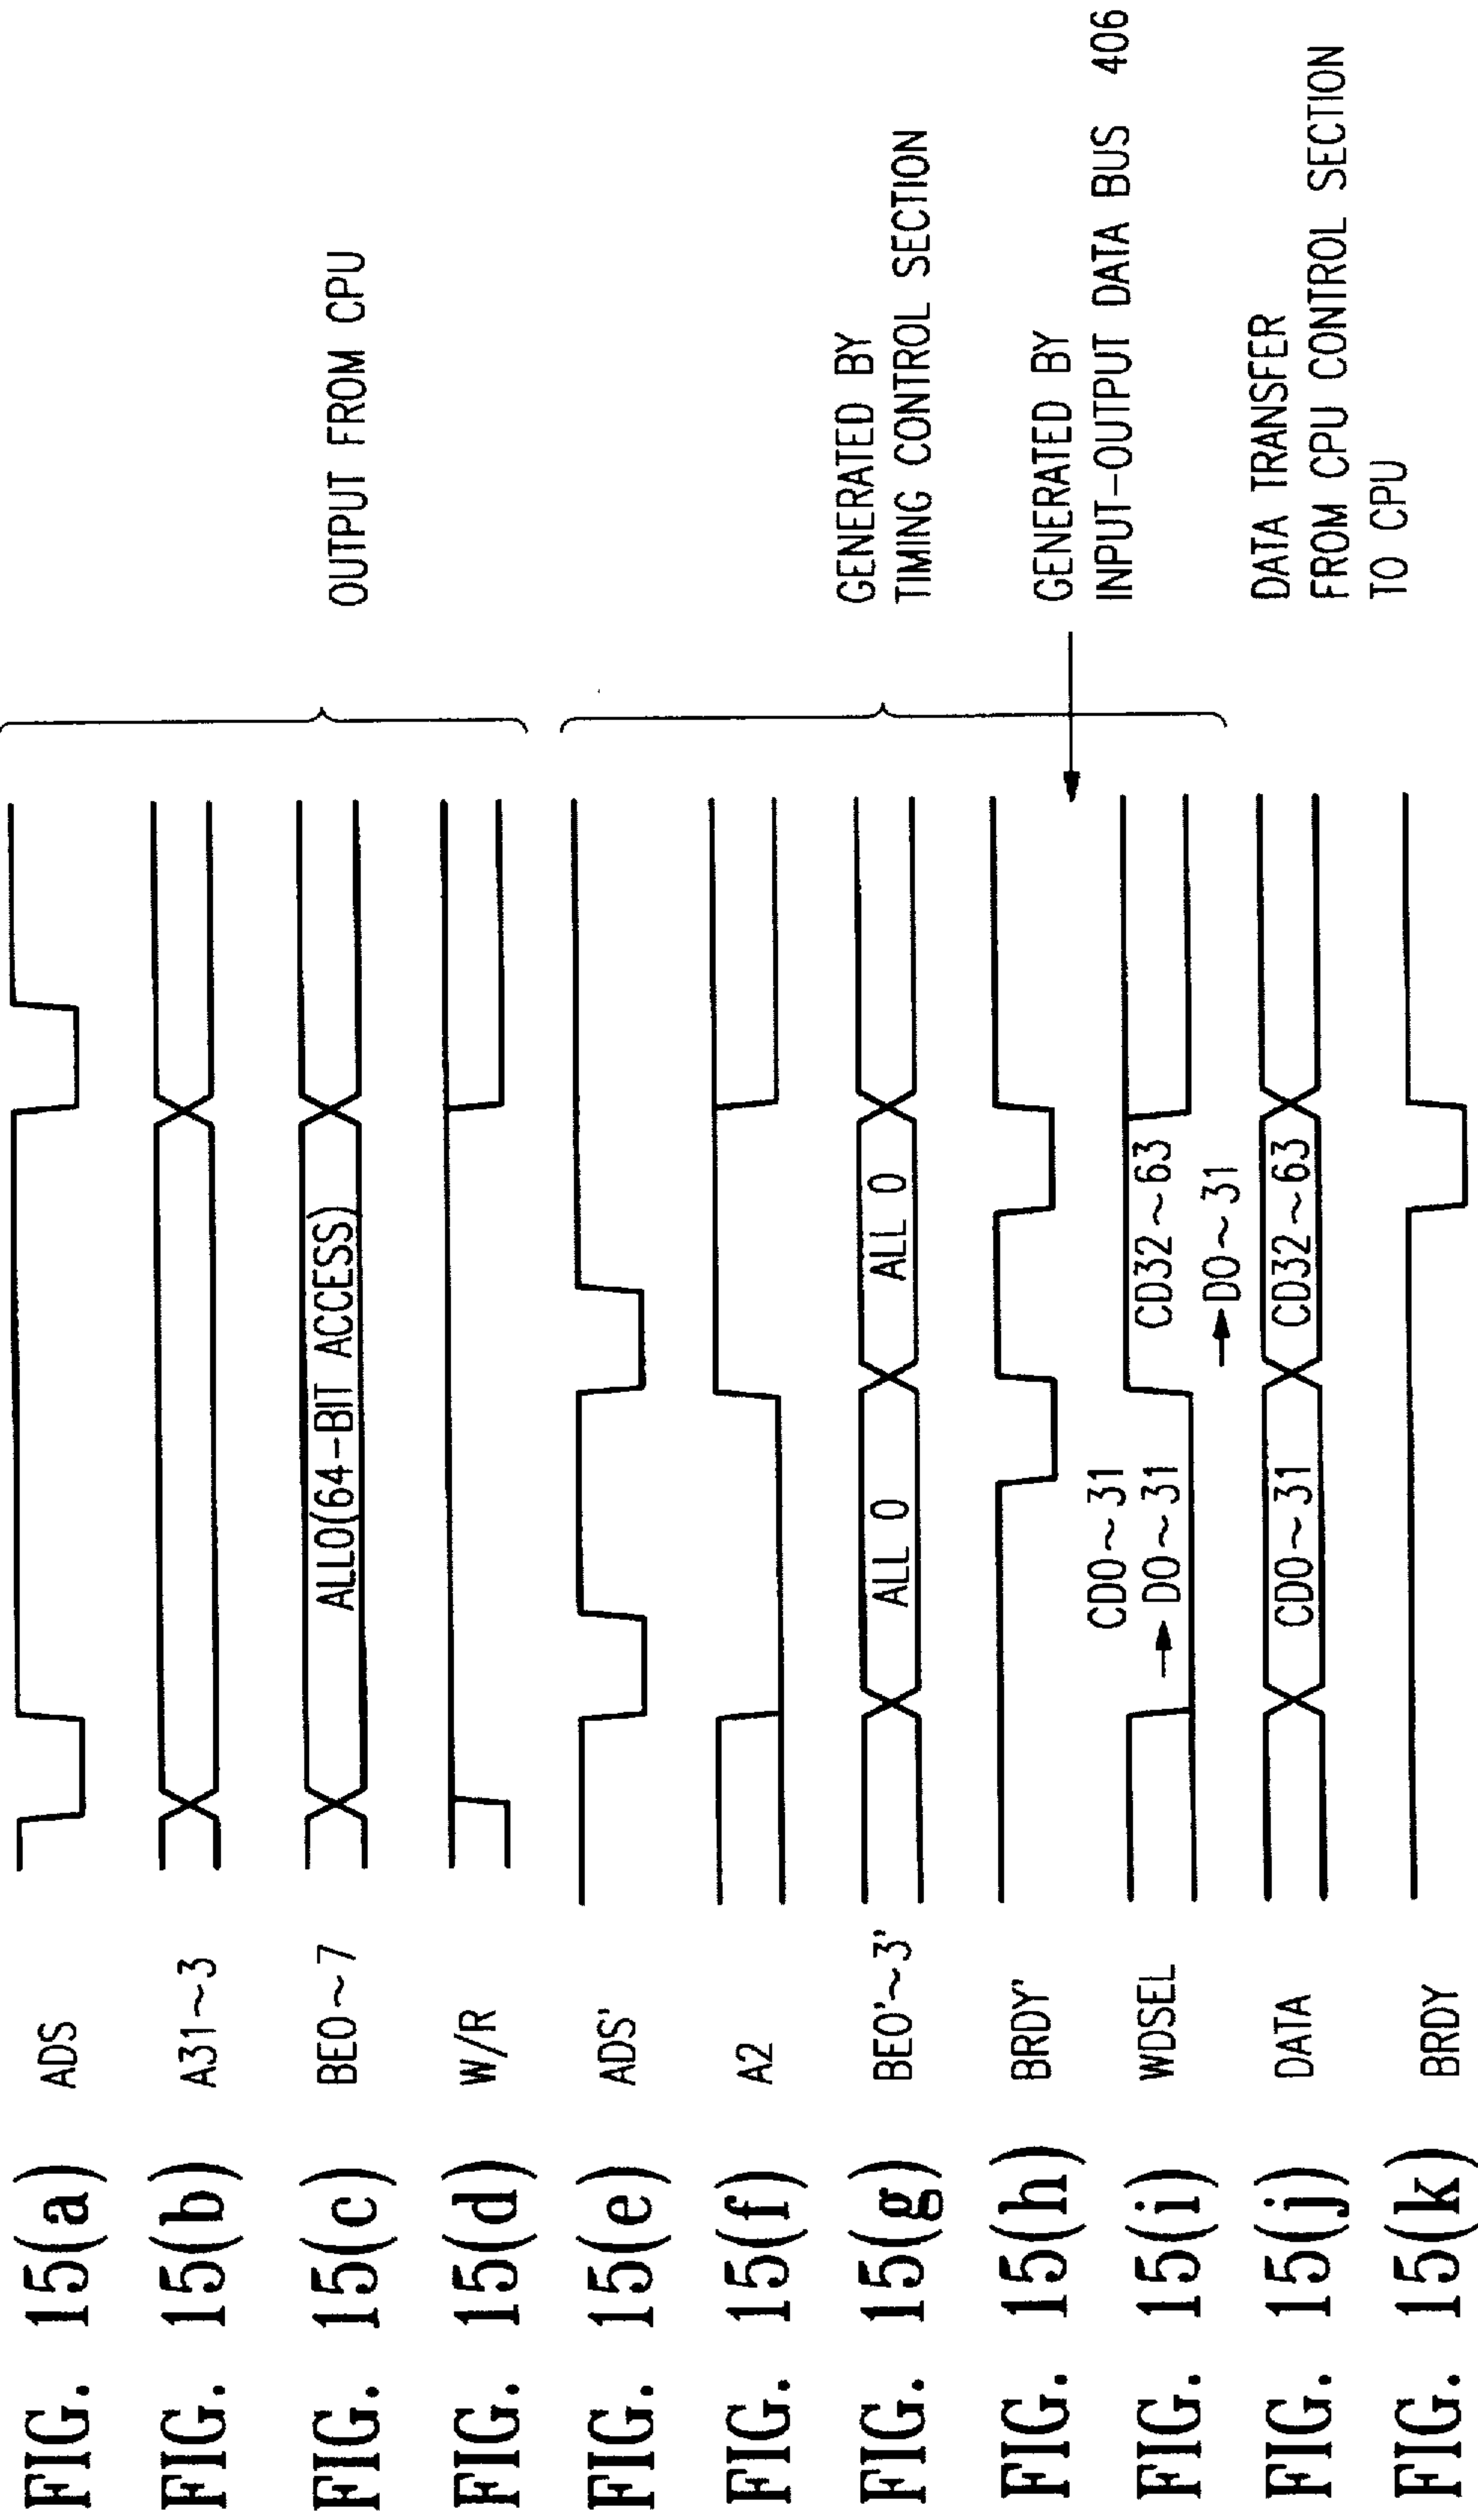 FIG. 15(a) ADS
FIG. 15(b) A31~3
FIG. 15(c) BE0~7 ALL0(64-BIT ACCESS)
OUTPUT FROM CPU
FIG. 15(d) W/R
FIG. 15(e) ADS'
FIG. 15(f) A2
FIG. 15(g) BE0'~3' ALL 0 ALL 0
GENERATED BY
TIMING CONTROL SECTION
FIG. 15(h) BRDY'
GENERATED BY
INPUT-OUTPUT DATA BUS 406
FIG. 15(i) WDSEL
CD0~31
→ D0~31
CD32~63
→ D0~31
FIG. 15(j) DATA CD0~31 CD32~63
DATA TRANSFER
FROM CPU CONTROL SECTION
TO CPU
FIG. 15(k) BRDY